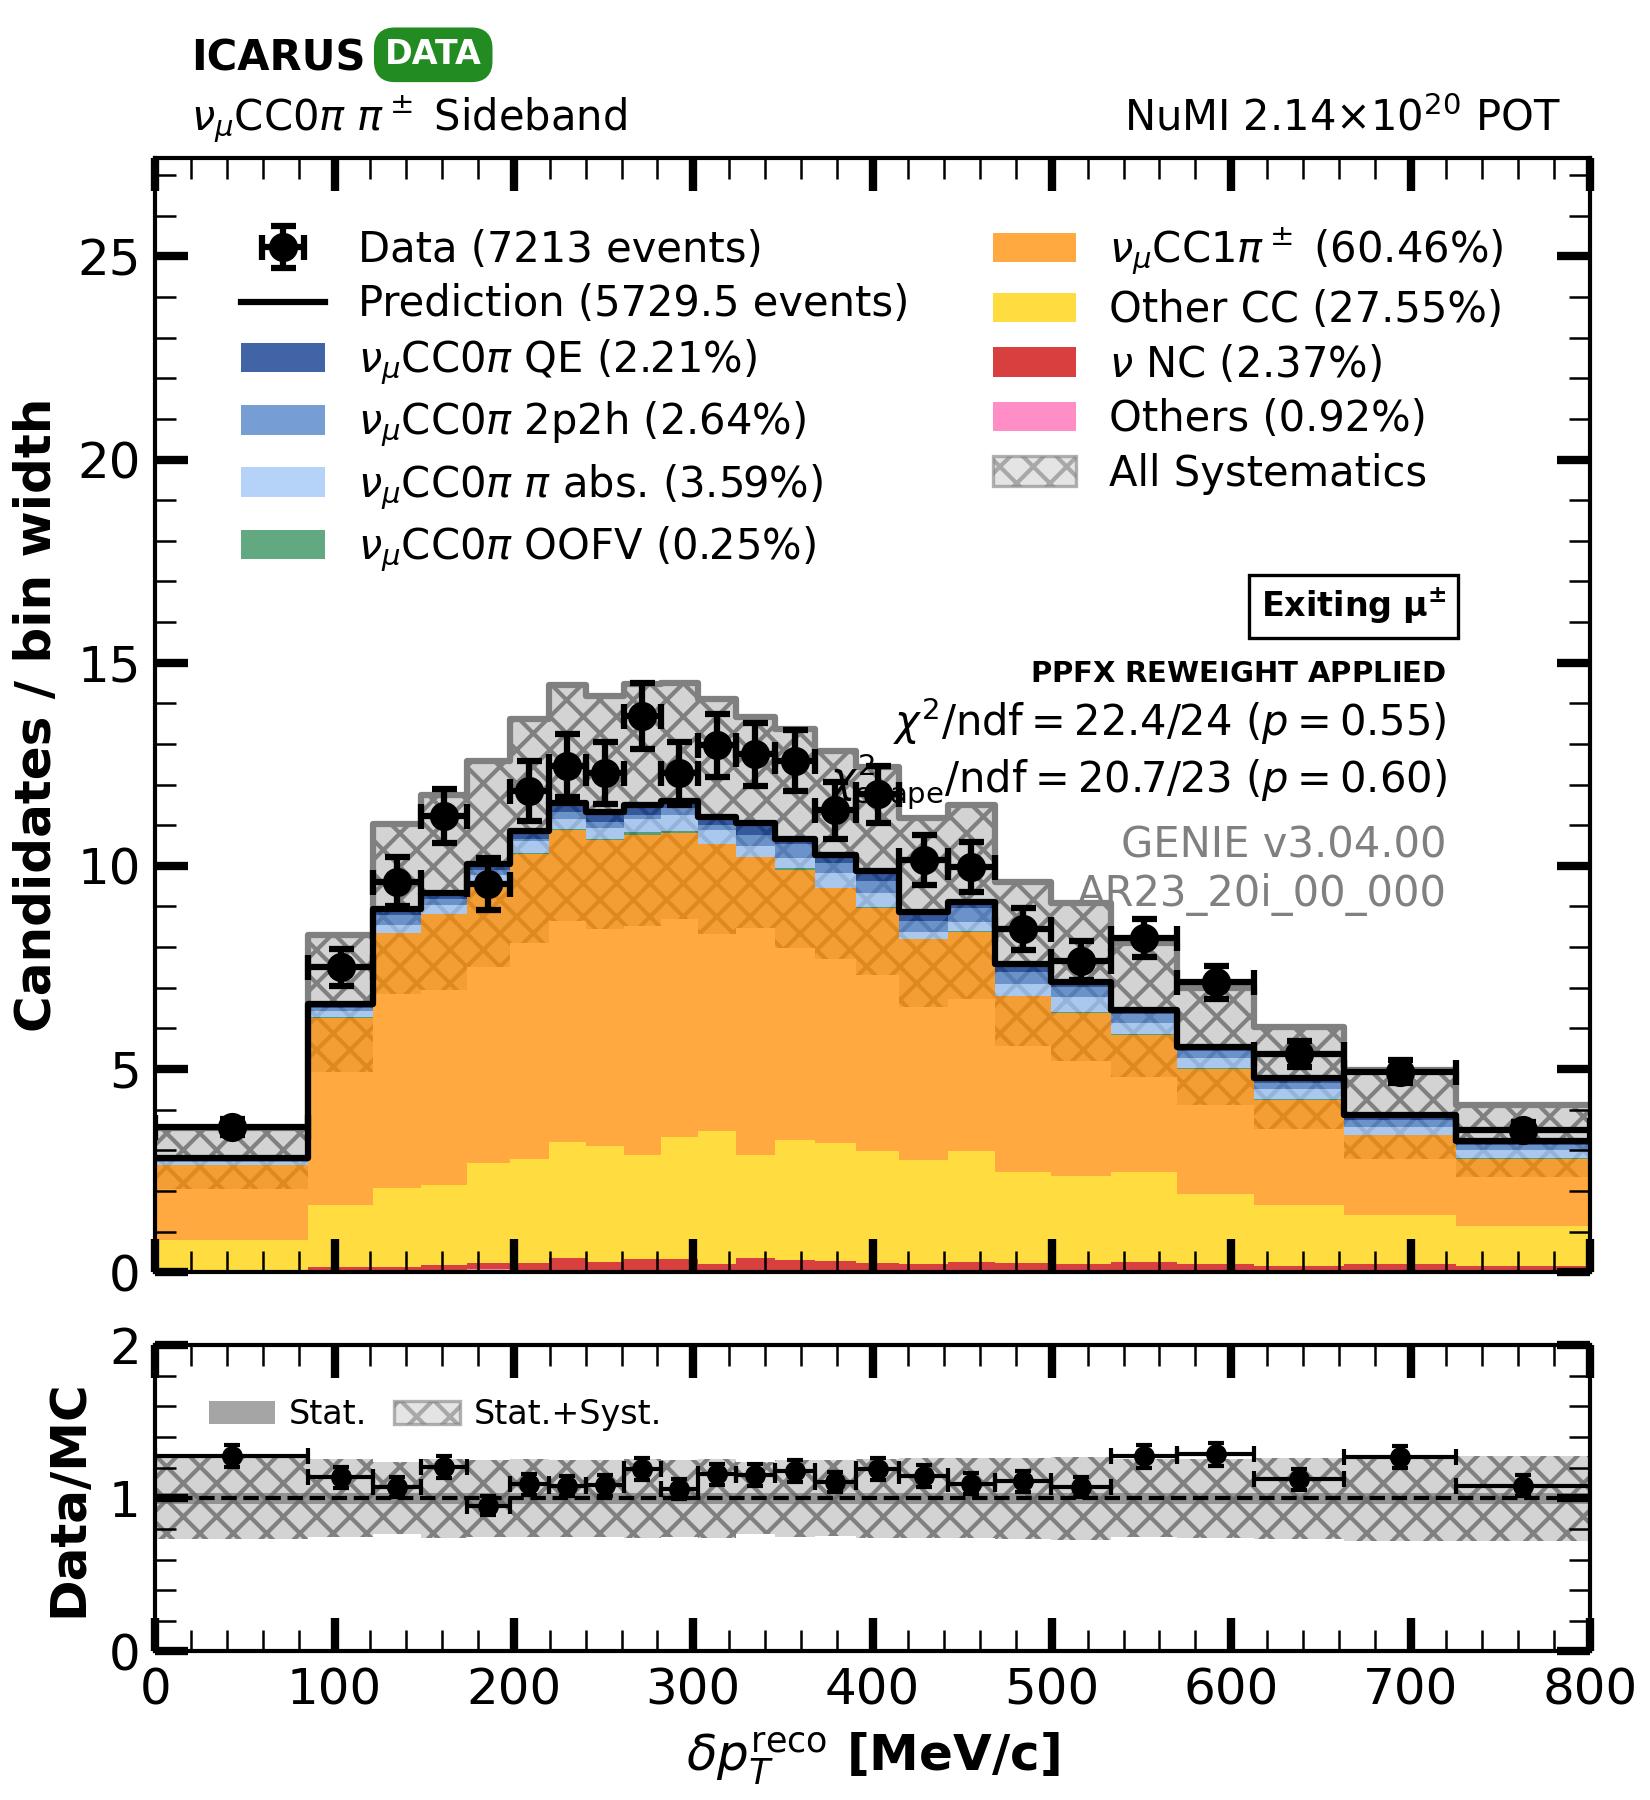 ICARUS DATA
νμCC0π π± Sideband
NuMI 2.14×10²⁰ POT
Candidates / bin width
25
20
15
10
5
0
Data (7213 events)
Prediction (5729.5 events)
νμCC0π QE (2.21%)
νμCC0π 2p2h (2.64%)
νμCC0π π abs. (3.59%)
νμCC0π OOFV (0.25%)
νμCC1π± (60.46%)
Other CC (27.55%)
ν NC (2.37%)
Others (0.92%)
All Systematics
Exiting μ±
PPFX REWEIGHT APPLIED
χ²/ndf = 22.4/24 (p = 0.55)
χ²shape/ndf = 20.7/23 (p = 0.60)
GENIE v3.04.00
AR23_20i_00_000
Data/MC
2
1
0
Stat.
Stat.+Syst.
0 100 200 300 400 500 600 700 800
δp_T^reco [MeV/c]